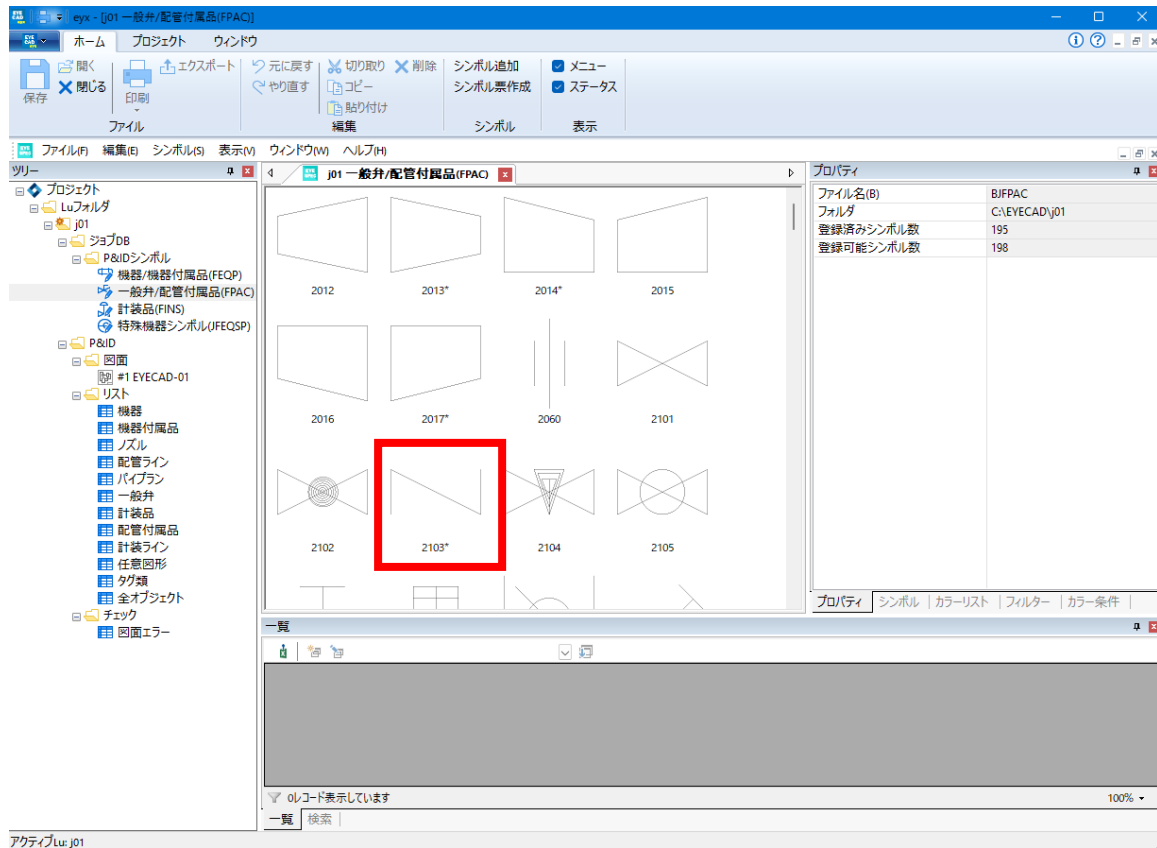 eyx - [j01 一般弁/配管付属品(FPAC)]
ホーム プロジェクト ウィンドウ
保存
開く
閉じる
印刷
エクスポート
ファイル
元に戻す
やり直す
切り取り
削除
コピー
貼り付け
編集
シンボル追加
シンボル票作成
シンボル
メニュー
ステータス
表示
ファイル(F) 編集(E) シンボル(S) 表示(V) ウィンドウ(W) ヘルプ(H)
ツリー
プロジェクト
Luフォルダ
j01
ジョブDB
P&IDシンボル
機器/機器付属品(FEQP)
一般弁/配管付属品(FPAC)
計装品(FINS)
特殊機器シンボル(JFEQSP)
P&ID
図面
#1 EYECAD-01
リスト
機器
機器付属品
ノズル
配管ライン
パイプラン
一般弁
計装品
配管付属品
計装ライン
任意図形
タグ類
全オブジェクト
チェック
図面エラー
j01 一般弁/配管付属品(FPAC)
2012 2013* 2014* 2015
2016 2017* 2060 2101
2102 2103* 2104 2105
プロパティ
ファイル名(B) BJFPAC
フォルダ C:\EYECAD\j01
登録済みシンボル数 195
登録可能シンボル数 198
プロパティ シンボル カラーリスト フィルター カラー条件
一覧
0レコード表示しています 100%
一覧 検索
アクティブLu: j01